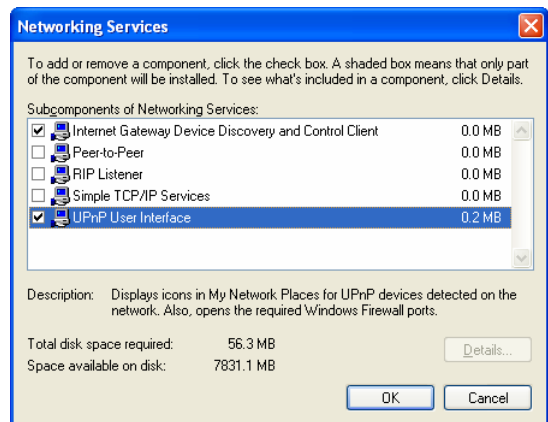 Networking Services
To add or remove a component, click the check box. A shaded box means that only part
of the component will be installed. To see what's included in a component, click Details.
Subcomponents of Networking Services:
Internet Gateway Device Discovery and Control Client 0.0 MB
Peer-to-Peer 0.0 MB
RIP Listener 0.0 MB
Simple TCP/IP Services 0.0 MB
UPnP User Interface 0.2 MB
Description: Displays icons in My Network Places for UPnP devices detected on the
network. Also, opens the required Windows Firewall ports.
Total disk space required: 56.3 MB
Details...
Space available on disk: 7831.1 MB
OK Cancel